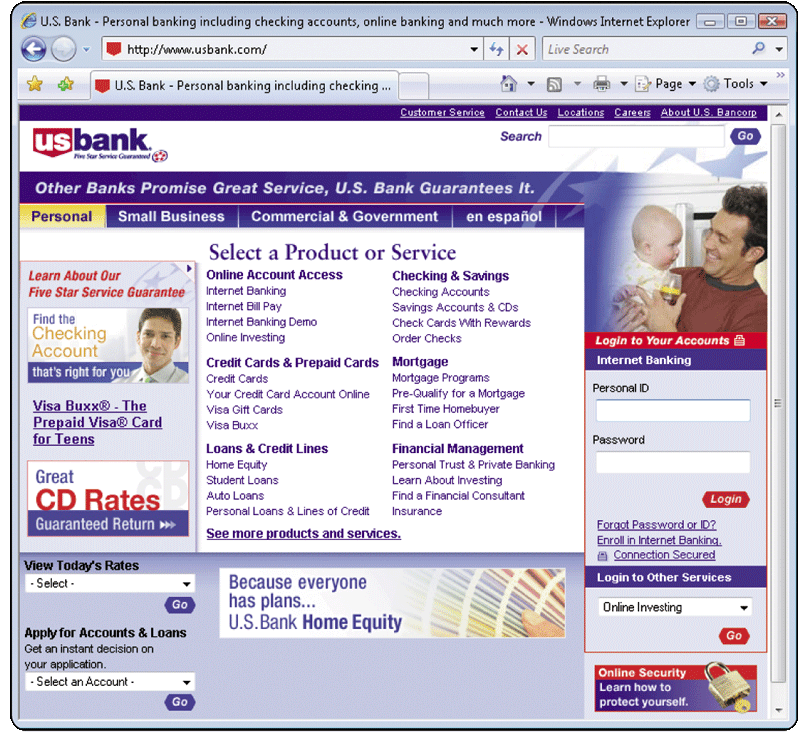 U.S. Bank - Personal banking including checking accounts, online banking and much more - Windows Internet Explorer
http://www.usbank.com/
Live Search
U.S. Bank - Personal banking including checking ...
Page
Tools
Customer Service Contact Us Locations Careers About U.S. Bancorp
usbank.
Five Star Service Guaranteed
Search
Go
Other Banks Promise Great Service, U.S. Bank Guarantees It.
Personal Small Business Commercial & Government en español
Learn About Our
Five Star Service Guarantee
Find the
Checking
Account
that's right for you
Visa Buxx® - The
Prepaid Visa® Card
for Teens
Great
CD Rates
Guaranteed Return
Select a Product or Service
Online Account Access
Internet Banking
Internet Bill Pay
Internet Banking Demo
Online Investing
Credit Cards & Prepaid Cards
Credit Cards
Your Credit Card Account Online
Visa Gift Cards
Visa Buxx
Loans & Credit Lines
Home Equity
Student Loans
Auto Loans
Personal Loans & Lines of Credit
See more products and services.
Checking & Savings
Checking Accounts
Savings Accounts & CDs
Check Cards With Rewards
Order Checks
Mortgage
Mortgage Programs
Pre-Qualify for a Mortgage
First Time Homebuyer
Find a Loan Officer
Financial Management
Personal Trust & Private Banking
Learn About Investing
Find a Financial Consultant
Insurance
Login to Your Accounts
Internet Banking
Personal ID
Password
Login
Forgot Password or ID?
Enroll in Internet Banking.
Connection Secured
Login to Other Services
Online Investing
Go
Online Security
Learn how to
protect yourself.
View Today's Rates
- Select -
Go
Apply for Accounts & Loans
Get an instant decision on
your application.
- Select an Account -
Go
Because everyone
has plans...
U.S. Bank Home Equity